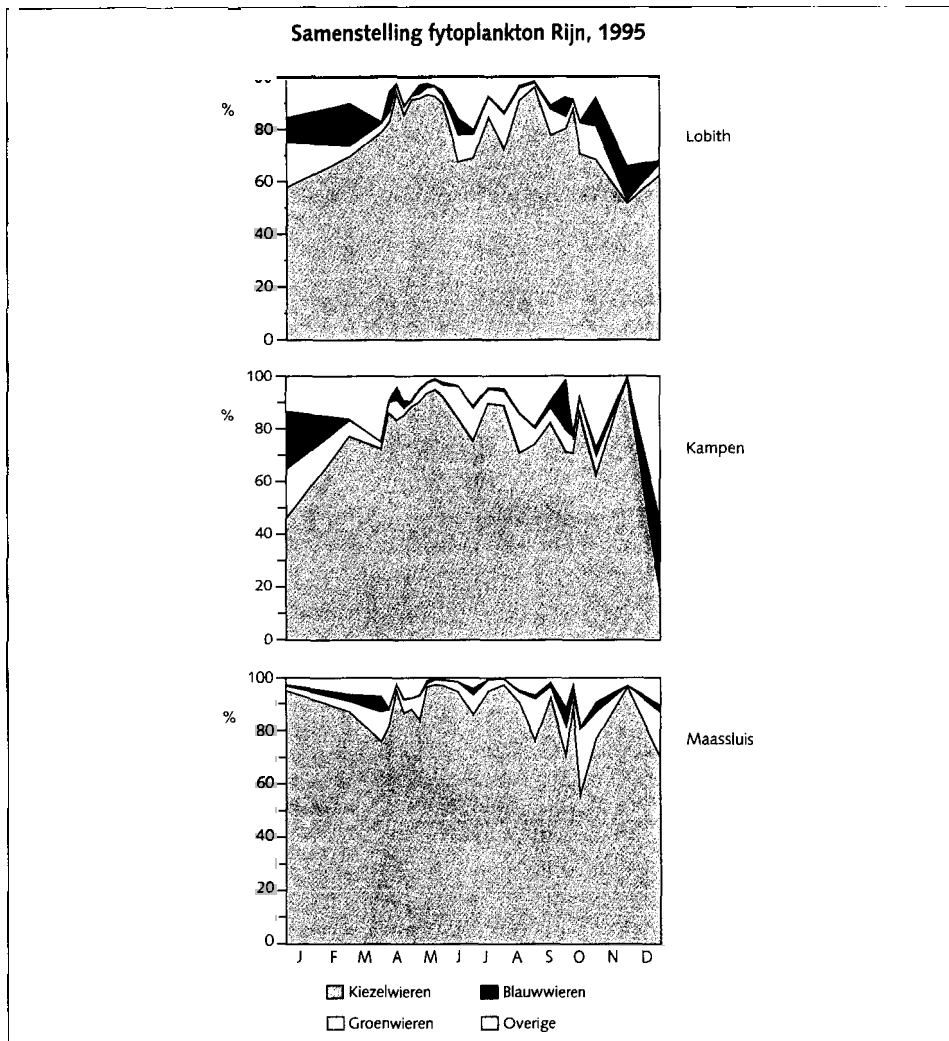 Samenstelling fytoplankton Rijn, 1995
%
80
60
40
20
0
Lobith
100
%
80
60
40
20
0
Kampen
100
%
80
60
40
20
0
Maassluis
J F M A M J J A S O N D
Kiezelwieren Blauwwieren
Groenwieren Overige